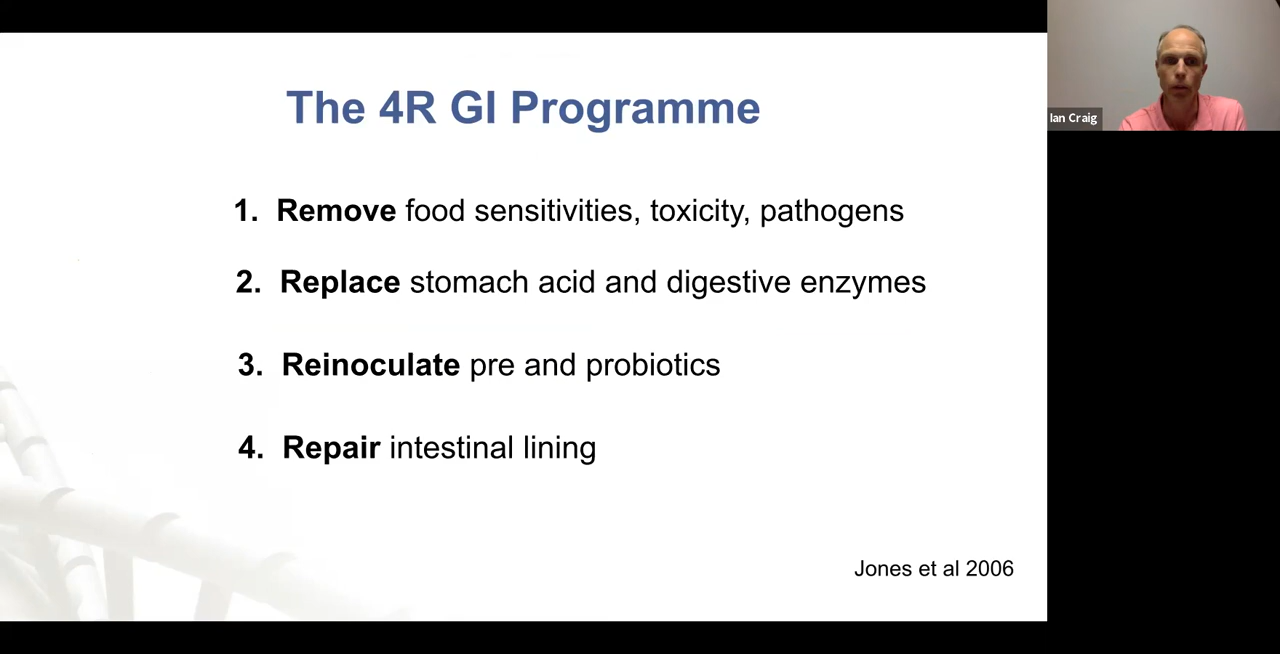 The 4R GI Programme
Ian Craig
1. Remove food sensitivities, toxicity, pathogens
2. Replace stomach acid and digestive enzymes
3. Reinoculate pre and probiotics
4. Repair intestinal lining
Jones et al 2006